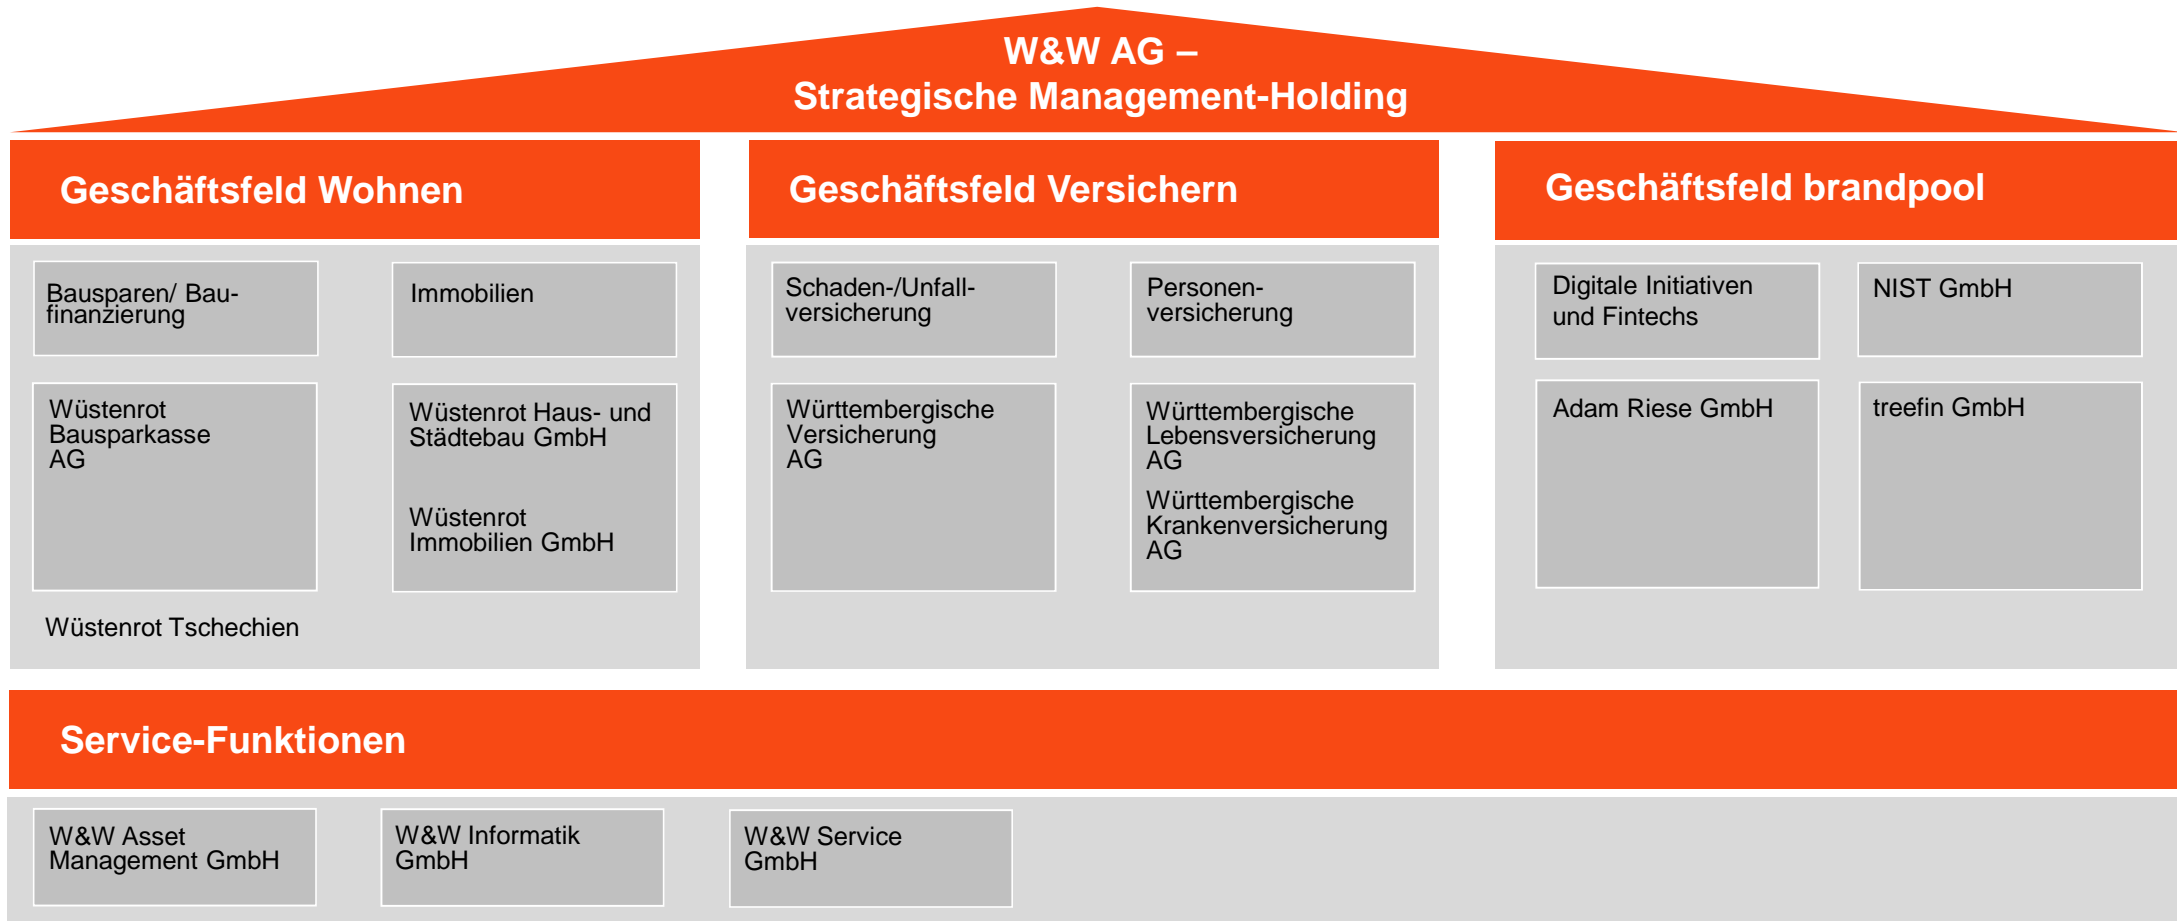 W&W AG –
Strategische Management-Holding
Geschäftsfeld Wohnen
Bausparen/ Bau-
finanzierung
Immobilien
Wüstenrot
Bausparkasse
AG
Wüstenrot Haus- und
Städtebau GmbH
Wüstenrot
Immobilien GmbH
Wüstenrot Tschechien
Geschäftsfeld Versichern
Schaden-/Unfall-
versicherung
Personen-
versicherung
Württembergische
Versicherung
AG
Württembergische
Lebensversicherung
AG
Württembergische
Krankenversicherung
AG
Geschäftsfeld brandpool
Digitale Initiativen
und Fintechs
NIST GmbH
Adam Riese GmbH
treefin GmbH
Service-Funktionen
W&W Asset
Management GmbH
W&W Informatik
GmbH
W&W Service
GmbH